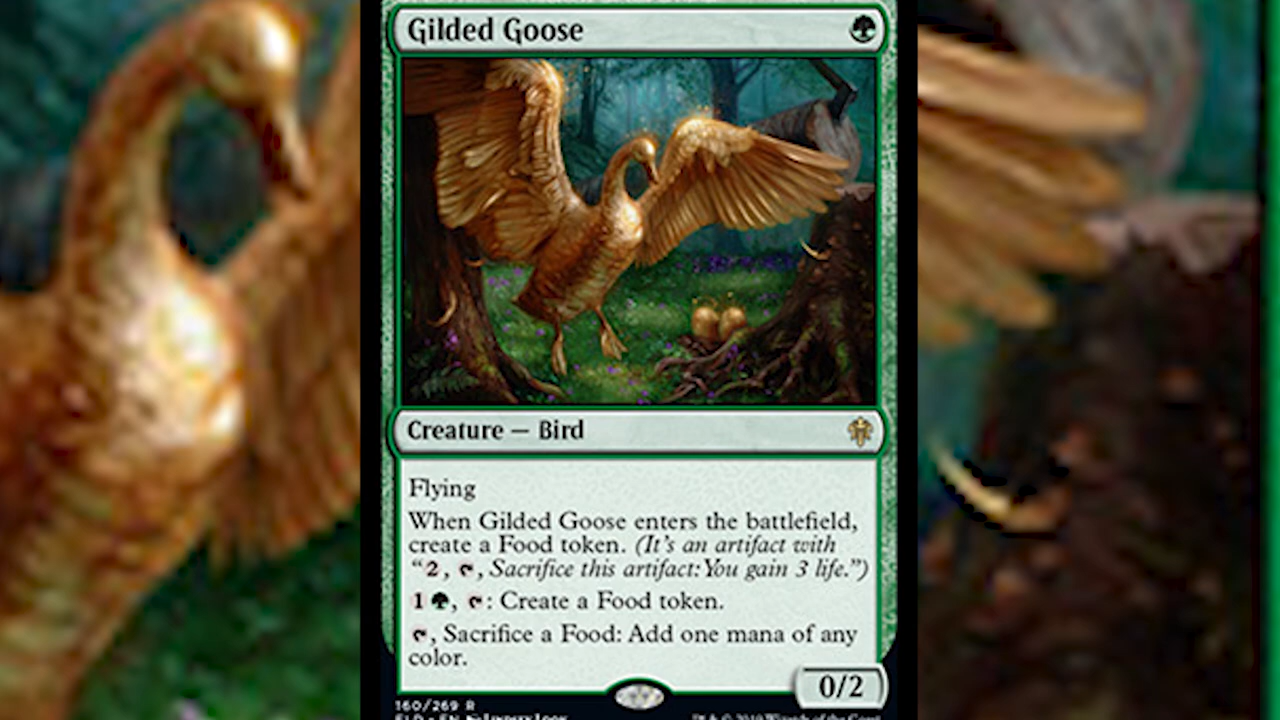 Gilded Goose
Creature — Bird
Flying
When Gilded Goose enters the battlefield,
create a Food token. (It's an artifact with
"2, , Sacrifice this artifact: You gain 3 life.")
1 , : Create a Food token.
, Sacrifice a Food: Add one mana of any
color.
0/2
160/269 R
ELD • EN